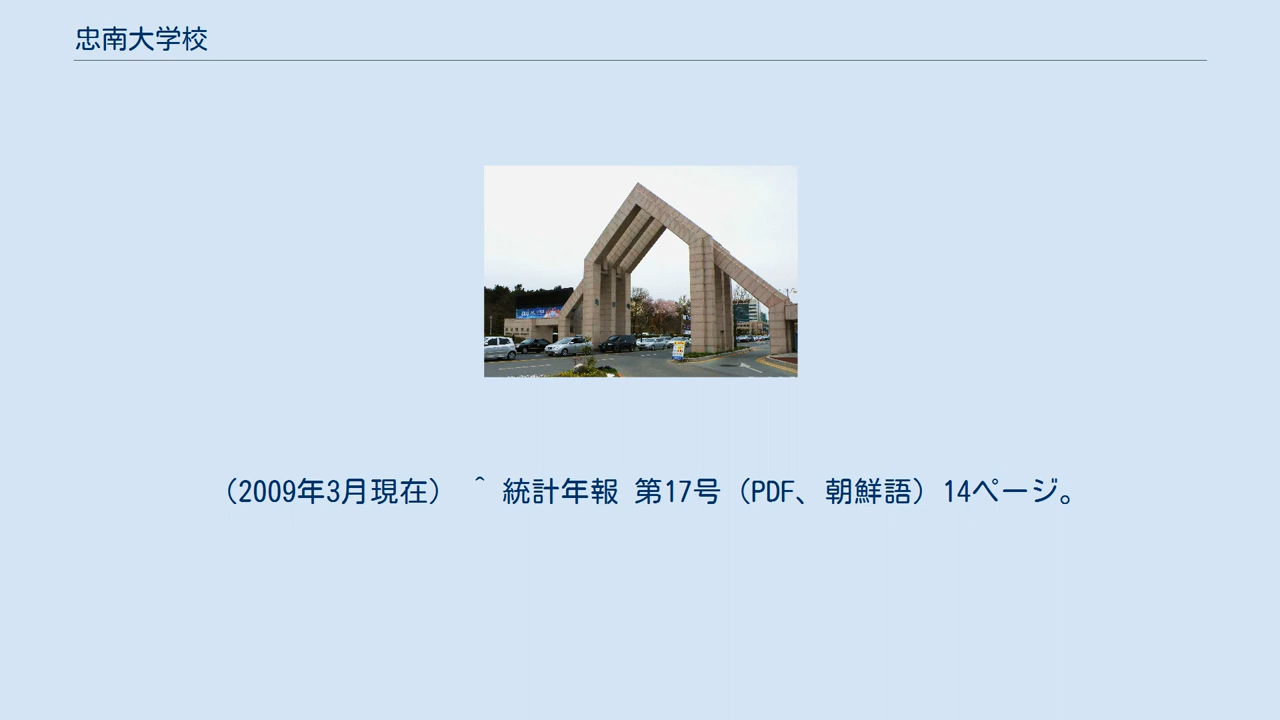 忠南大学校
（2009年3月現在） ^ 統計年報 第17号（PDF、朝鮮語）14ページ。